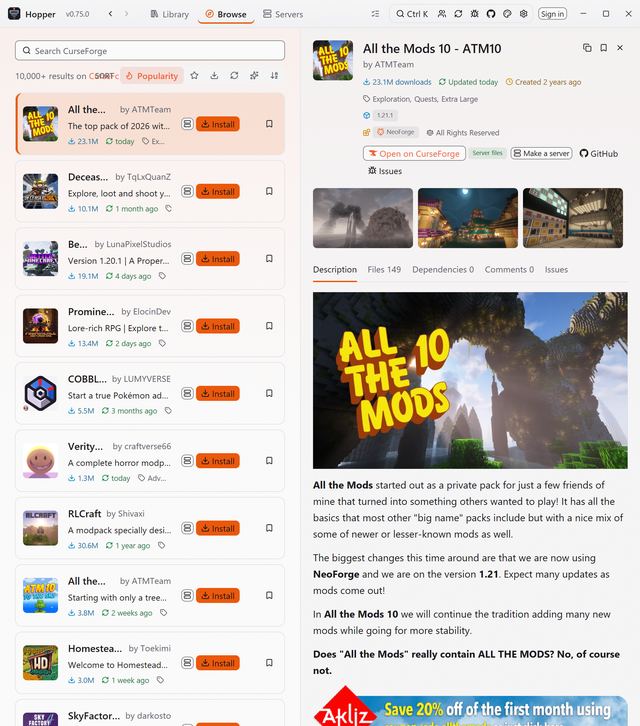 Hopper v0.75.0 Library Browse Servers Ctrl K Sign in
Search CurseForge
10,000+ results on SORT Popularity
All the... by ATMTeam
The top pack of 2026 wit...
23.1M today Ex...
Install
Deceas... by TqLxQuanZ
Explore, loot and shoot y...
10.1M 1 month ago
Install
Be... by LunaPixelStudios
Version 1.20.1 | A Proper...
19.1M 4 days ago
Install
Promine... by ElocinDev
Lore-rich RPG | Explore t...
13.4M 2 days ago
Install
COBBL... by LUMYVERSE
Start a true Pokémon ad...
5.5M 3 months ago
Install
Verity... by craftverse66
A complete horror modp...
1.3M today Adv...
Install
RLCRAFT
RLCraft by Shivaxi
A modpack specially desi...
30.6M 1 year ago
Install
All the... by ATMTeam
Starting with only a tree...
3.8M 2 weeks ago
Install
HD
Homestea... by Toekimi
Welcome to Homestead...
3.0M 1 week ago
Install
SKY
FACTORY
SkyFactor... by darkosto
ALL
THE 10
MODS
All the Mods 10 - ATM10
by ATMTeam
23.1M downloads Updated today Created 2 years ago
Exploration, Quests, Extra Large
1.21.1
NeoForge All Rights Reserved
Open on CurseForge Server files Make a server GitHub
Issues
Description Files 149 Dependencies 0 Comments 0 Issues
ALL 10
THE
MODS
All the Mods started out as a private pack for just a few friends of
mine that turned into something others wanted to play! It has all the
basics that most other "big name" packs include but with a nice mix of
some of newer or lesser-known mods as well.
The biggest changes this time around are that we are now using
NeoForge and we are on the version 1.21. Expect many updates as
mods come out!
In All the Mods 10 we will continue the tradition adding many new
mods while going for more stability.
Does "All the Mods" really contain ALL THE MODS? No, of course
not.
Akliz
Save 20% off of the first month using